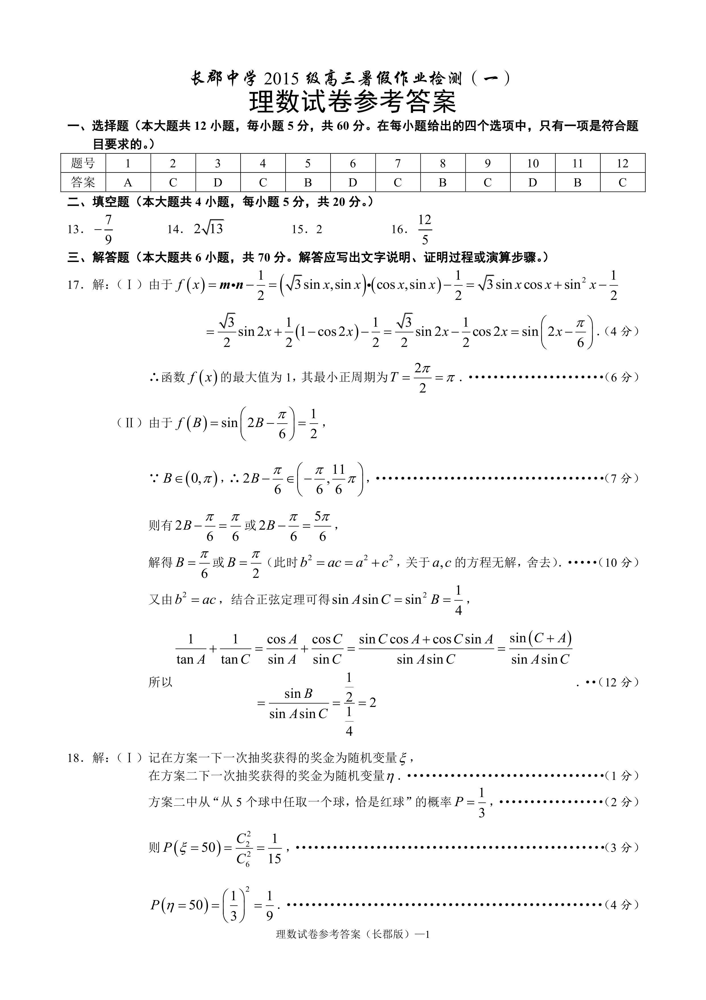 长郡中学 2015 级高三暑假作业检测（一）
理数试卷参考答案
一、选择题（本大题共 12 小题，每小题 5 分，共 60 分。在每小题给出的四个选项中，只有一项是符合题
目要求的。）
题号 1 2 3 4 5 6 7 8 9 10 11 12
答案 A C D C B D C B C D B C
二、填空题（本大题共 4 小题，每小题 5 分，共 20 分。）
13．$-\frac{7}{9}$ 14．$2\sqrt{13}$ 15．2 16．$\frac{12}{5}$
三、解答题（本大题共 6 小题，共 70 分。解答应写出文字说明、证明过程或演算步骤。）
17．解：（Ⅰ）由于 $f(x)=\boldsymbol{m}•\boldsymbol{n}-\frac{1}{2}=(\sqrt{3}\sin x,\sin x)•(\cos x,\sin x)-\frac{1}{2}=\sqrt{3}\sin x\cos x+\sin^2 x-\frac{1}{2}$
$=\frac{\sqrt{3}}{2}\sin 2x+\frac{1}{2}(1-\cos 2x)-\frac{1}{2}=\frac{\sqrt{3}}{2}\sin 2x-\frac{1}{2}\cos 2x=\sin\left(2x-\frac{\pi}{6}\right)$．（4 分）
∴函数 $f(x)$ 的最大值为 1，其最小正周期为 $T=\frac{2\pi}{2}=\pi$．······················（6 分）
（Ⅱ）由于 $f(B)=\sin\left(2B-\frac{\pi}{6}\right)=\frac{1}{2}$，
∵ $B\in(0,\pi)$，∴ $2B-\frac{\pi}{6}\in\left(-\frac{\pi}{6},\frac{11}{6}\pi\right)$，·····································（7 分）
则有 $2B-\frac{\pi}{6}=\frac{\pi}{6}$ 或 $2B-\frac{\pi}{6}=\frac{5\pi}{6}$，
解得 $B=\frac{\pi}{6}$ 或 $B=\frac{\pi}{2}$（此时 $b^2=ac=a^2+c^2$，关于 $a,c$ 的方程无解，舍去）．·····（10 分）
又由 $b^2=ac$，结合正弦定理可得 $\sin A\sin C=\sin^2 B=\frac{1}{4}$，
所以 $\frac{1}{\tan A}+\frac{1}{\tan C}=\frac{\cos A}{\sin A}+\frac{\cos C}{\sin C}=\frac{\sin C\cos A+\cos C\sin A}{\sin A\sin C}=\frac{\sin(C+A)}{\sin A\sin C}$
$=\frac{\sin B}{\sin A\sin C}=\frac{\frac{1}{2}}{\frac{1}{4}}=2$．··（12 分）
18．解：（Ⅰ）记在方案一下一次抽奖获得的奖金为随机变量 $\xi$，
在方案二下一次抽奖获得的奖金为随机变量 $\eta$．································（1 分）
方案二中从“从 5 个球中任取一个球，恰是红球”的概率 $P=\frac{1}{3}$，·················（2 分）
则 $P(\xi=50)=\frac{C_2^2}{C_6^2}=\frac{1}{15}$，··················································（3 分）
$P(\eta=50)=\left(\frac{1}{3}\right)^2=\frac{1}{9}$．···················································（4 分）
理数试卷参考答案（长郡版）—1